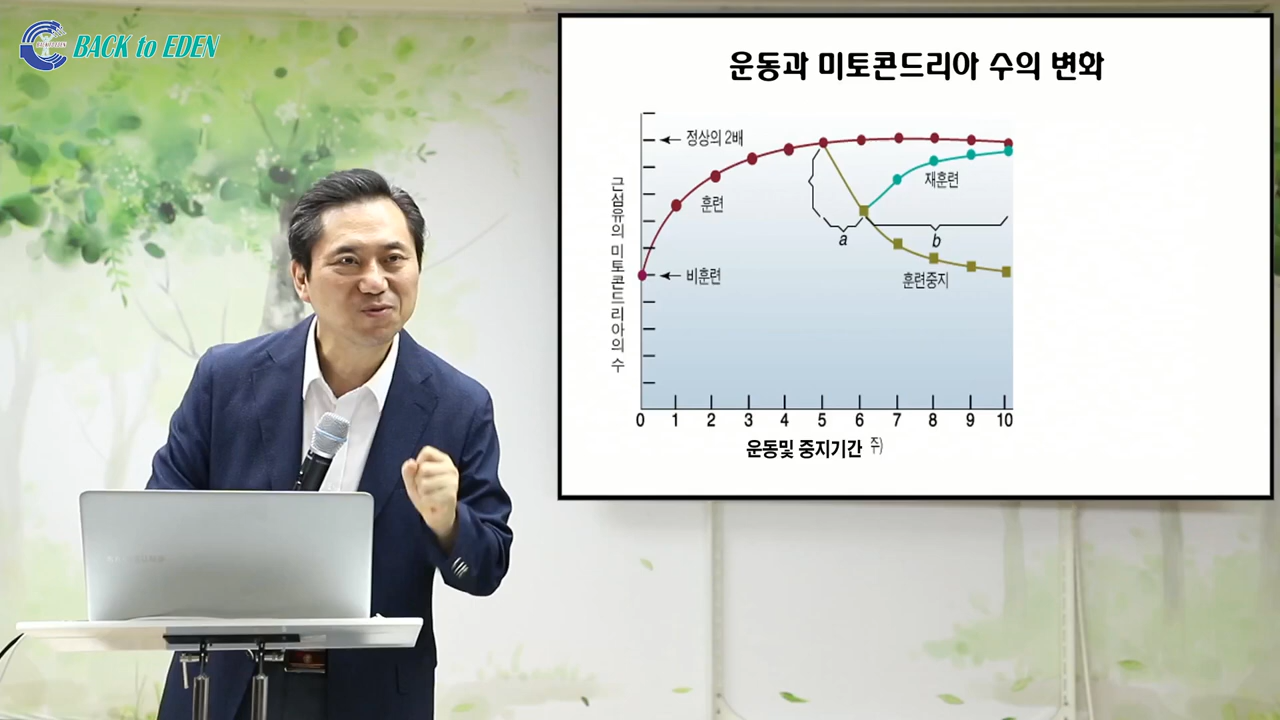 BACK to EDEN
운동과 미토콘드리아 수의 변화
정상의 2배
훈련
재훈련
a
b
비훈련
훈련중지
근섬유의 미토콘드리아의 수
0 1 2 3 4 5 6 7 8 9 10
운동및 중지기간 주)